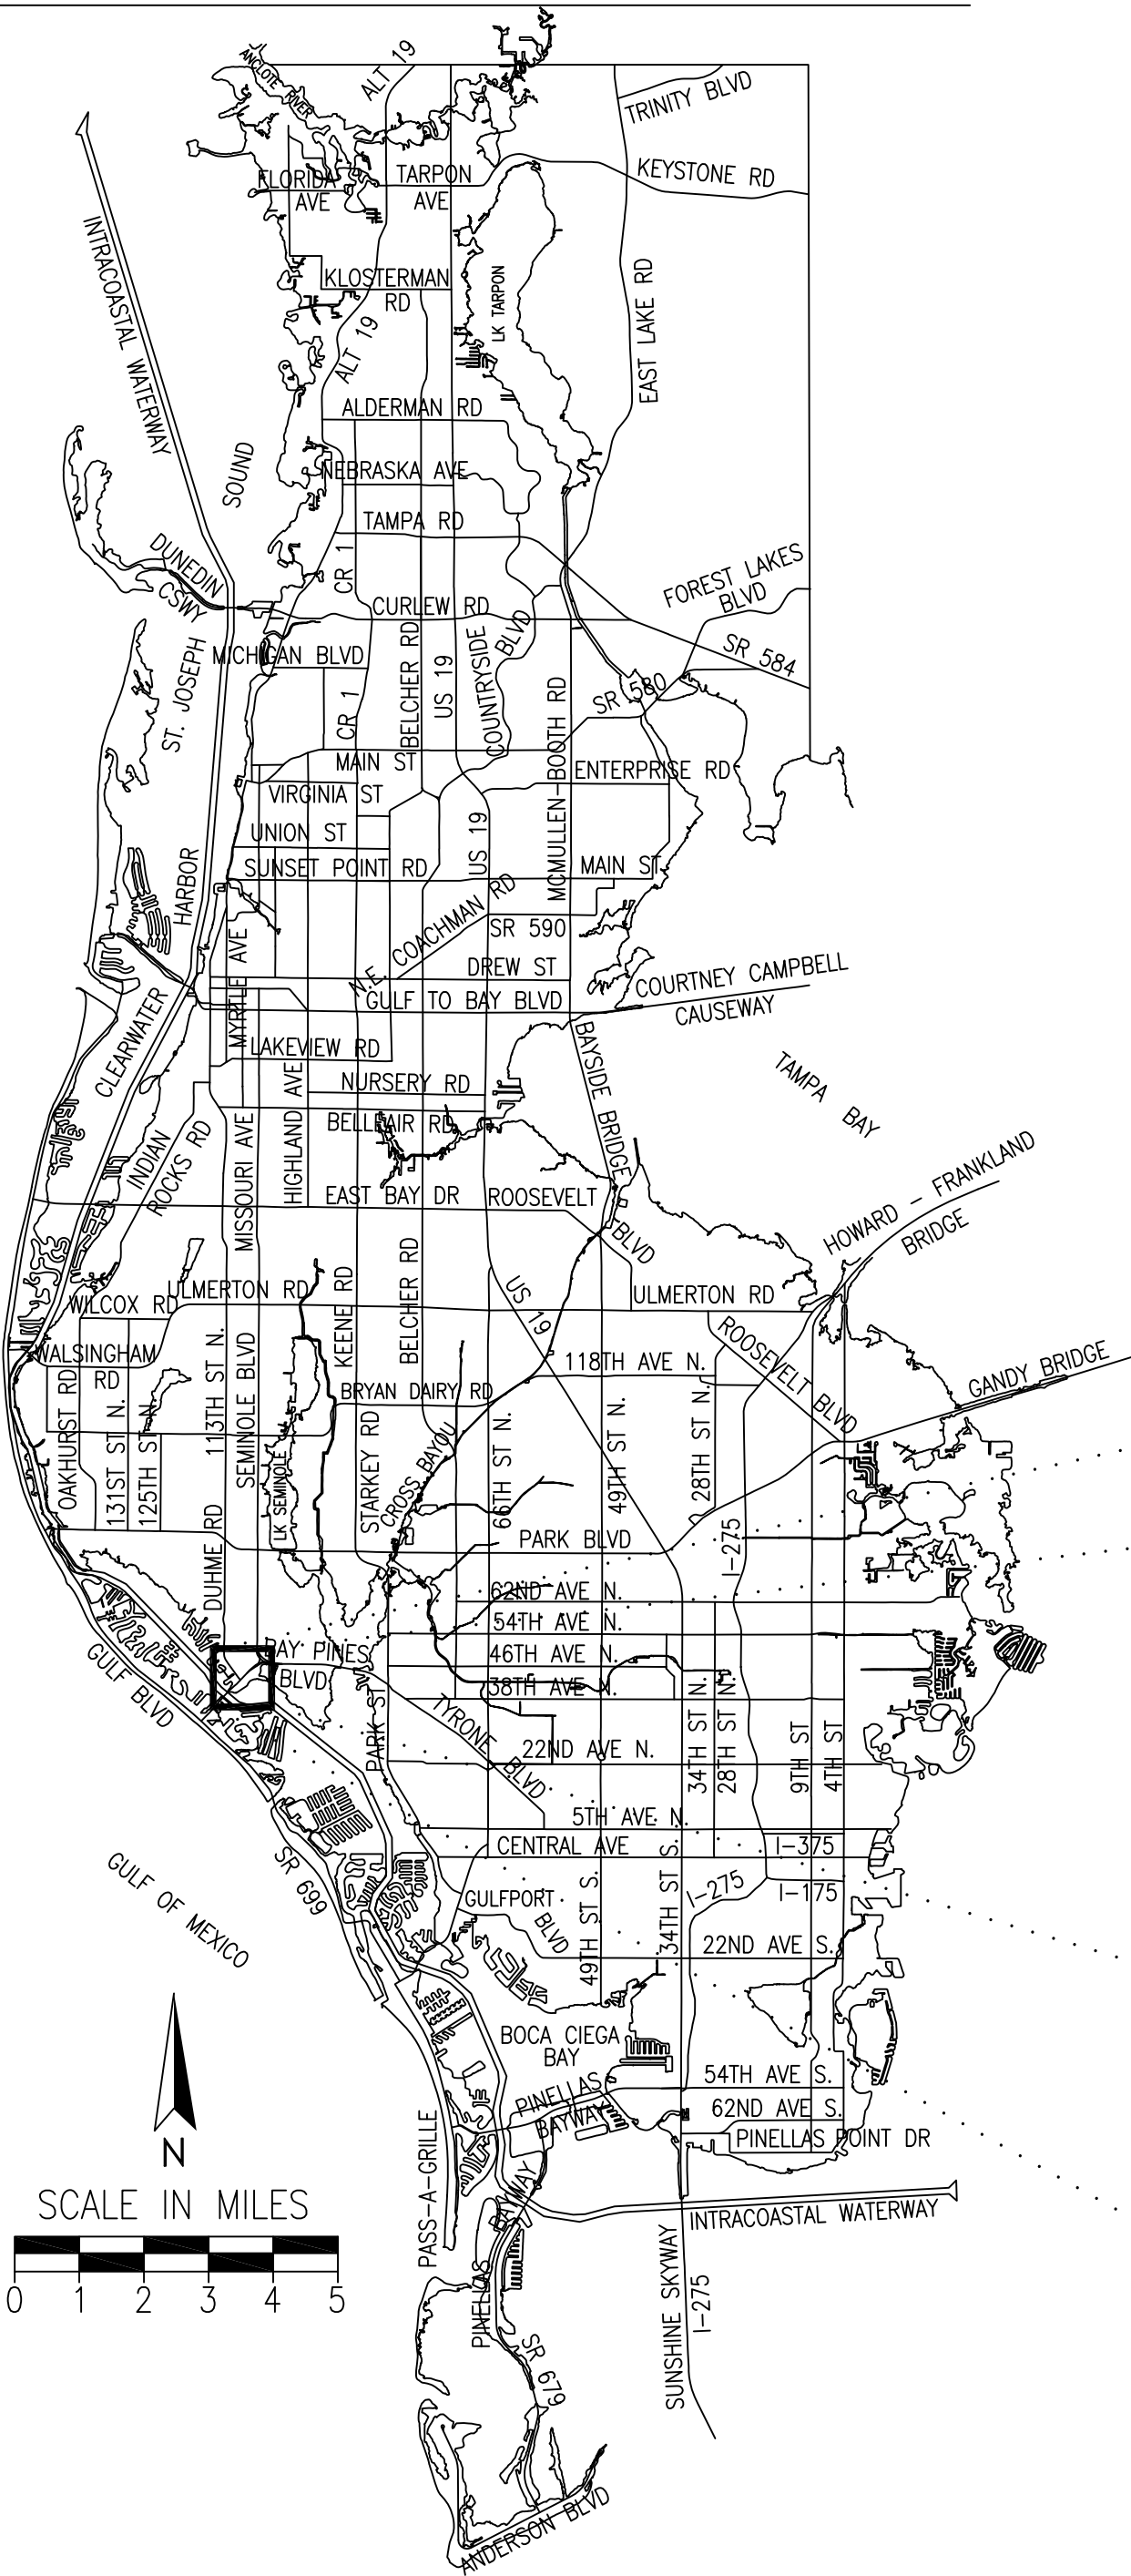 ANCLOTE RIVER
ALT 19
TRINITY BLVD
KEYSTONE RD
FLORIDA
AVE
TARPON
AVE
INTRACOASTAL WATERWAY
KLOSTERMAN
RD
LK TARPON
EAST LAKE RD
ALT 19
ALDERMAN RD
SOUND
NEBRASKA AVE
TAMPA RD
DUNEDIN
CSWY
CR 1
FOREST LAKES
BLVD
CURLEW RD
ST. JOSEPH
MICHIGAN BLVD
BELCHER RD
US 19
COUNTRYSIDE
BLVD
SR 584
SR 580
CR 1
MCMULLEN-BOOTH RD
MAIN ST
ENTERPRISE RD
VIRGINIA ST
UNION ST
US 19
SUNSET POINT RD
MAIN ST
HARBOR
N.E. COACHMAN RD
SR 590
MYRTLE AVE
DREW ST
COURTNEY CAMPBELL
CAUSEWAY
GULF TO BAY BLVD
CLEARWATER
LAKEVIEW RD
BAYSIDE BRIDGE
TAMPA BAY
NURSERY RD
HIGHLAND AVE
BELLEAIR RD
INDIAN
ROCKS RD
MISSOURI AVE
EAST BAY DR
ROOSEVELT
BLVD
HOWARD - FRANKLAND
BRIDGE
ULMERTON RD
KEENE RD
BELCHER RD
US 19
ULMERTON RD
WILCOX RD
WALSINGHAM
RD
113TH ST N.
SEMINOLE BLVD
118TH AVE N.
ROOSEVELT BLVD
GANDY BRIDGE
BRYAN DAIRY RD
OAKHURST RD
131ST ST N.
125TH ST N.
LK SEMINOLE
STARKEY RD
CROSS BAYOU
66TH ST N.
49TH ST N.
28TH ST N.
PARK BLVD
I-275
DUHME RD
62ND AVE N.
54TH AVE N.
BAY PINES
BLVD
46TH AVE N.
38TH AVE N.
GULF BLVD
PARK ST
TYRONE BLVD
22ND AVE N.
34TH ST N.
28TH ST N.
9TH ST
4TH ST
5TH AVE N.
CENTRAL AVE
I-375
GULF OF MEXICO
SR 699
GULFPORT
BLVD
49TH ST S.
34TH ST S.
I-275
I-175
22ND AVE S.
BOCA CIEGA
BAY
54TH AVE S.
PINELLAS
BAYWAY
62ND AVE S.
PINELLAS POINT DR
N
PASS-A-GRILLE
SCALE IN MILES
0 1 2 3 4 5
PINELLAS
BAYWAY
INTRACOASTAL WATERWAY
SUNSHINE SKYWAY
I-275
SR 679
ANDERSON BLVD